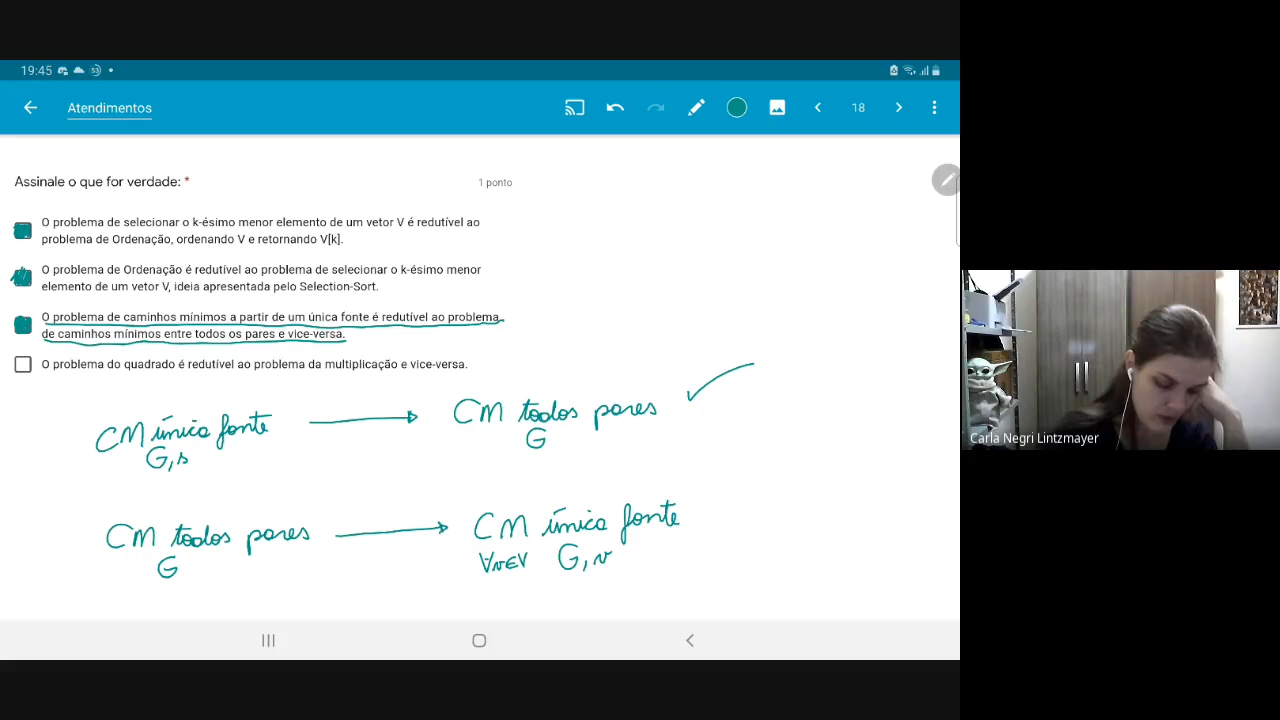 19:45
Atendimentos
18
Assinale o que for verdade: *
1 ponto
O problema de selecionar o k-ésimo menor elemento de um vetor V é redutível ao
problema de Ordenação, ordenando V e retornando V[k].
O problema de Ordenação é redutível ao problema de selecionar o k-ésimo menor
elemento de um vetor V, ideia apresentada pelo Selection-Sort.
O problema de caminhos mínimos a partir de um única fonte é redutível ao problema
de caminhos mínimos entre todos os pares e vice-versa.
O problema do quadrado é redutível ao problema da multiplicação e vice-versa.
CM única fonte → CM todos pares
G,s G
CM todos pares → CM única fonte
G ∀v∈V G,v
Carla Negri Lintzmayer